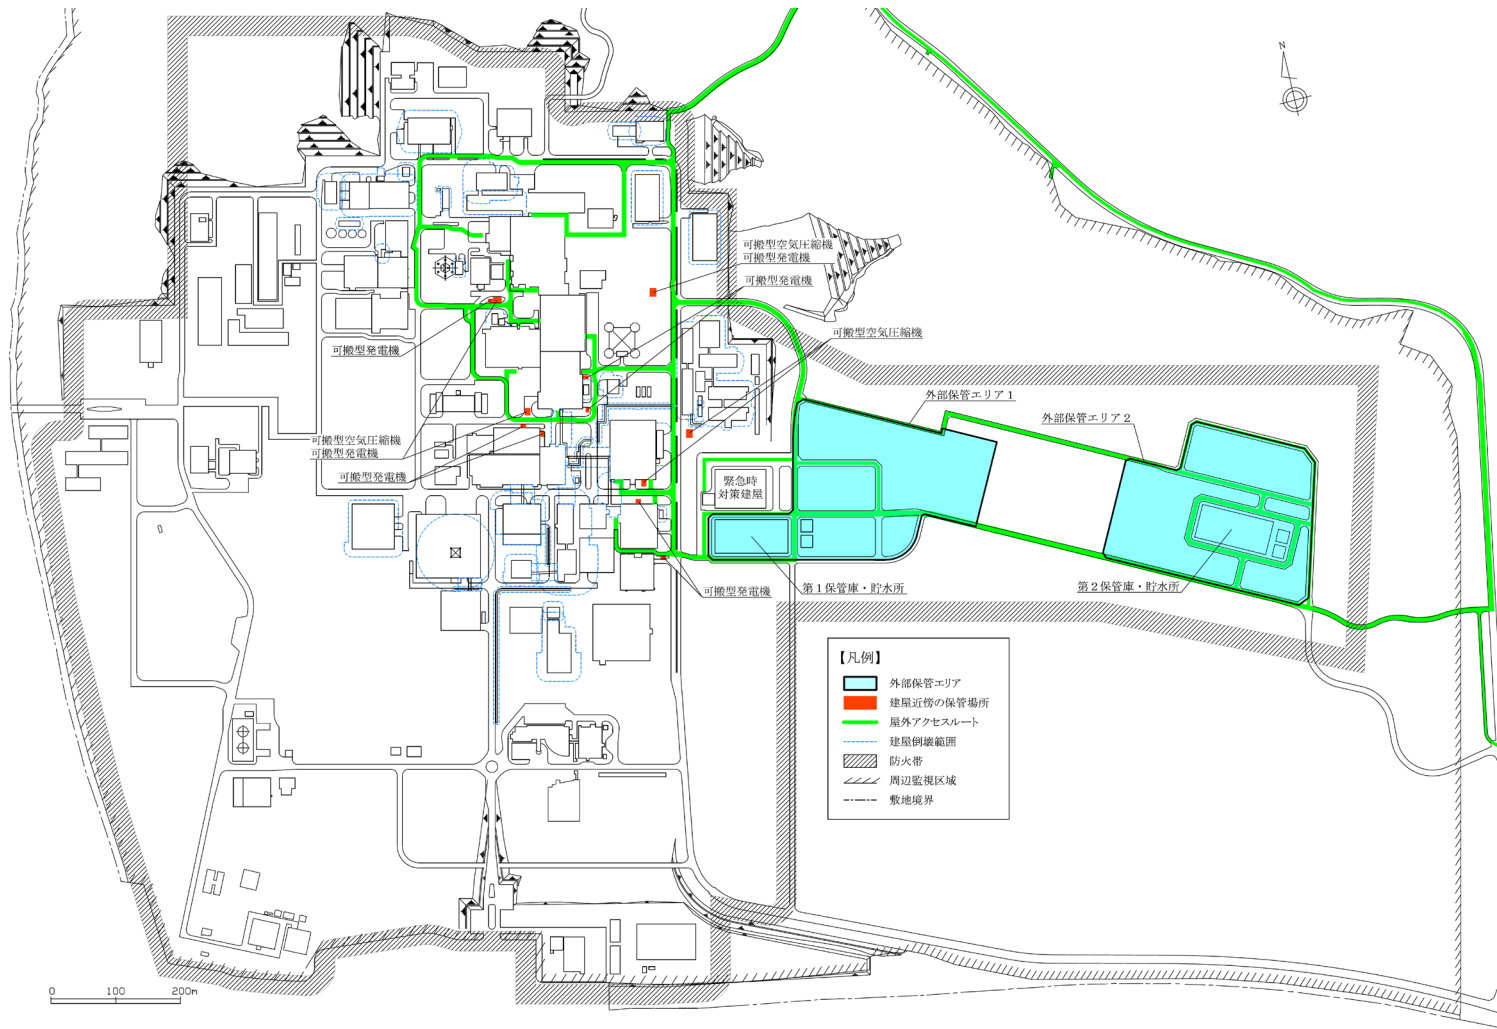 N
可搬型空気圧縮機
可搬型発電機
可搬型発電機
可搬型空気圧縮機
可搬型発電機
外部保管エリア1
外部保管エリア2
可搬型空気圧縮機
可搬型発電機
可搬型発電機
緊急時
対策建屋
可搬型発電機
第1保管庫・貯水所
第2保管庫・貯水所
【凡例】
外部保管エリア
建屋近傍の保管場所
屋外アクセスルート
建屋倒壊範囲
防火帯
周辺監視区域
敷地境界
0 100 200m